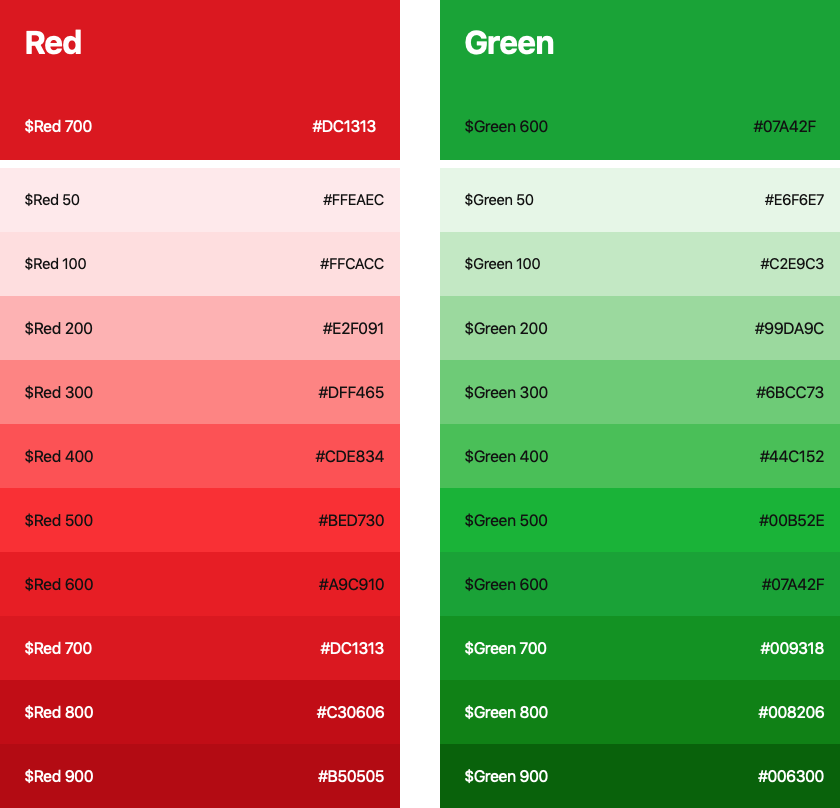 Red
$Red 700 #DC1313
$Red 50 #FFEAEC
$Red 100 #FFCACC
$Red 200 #E2F091
$Red 300 #DFF465
$Red 400 #CDE834
$Red 500 #BED730
$Red 600 #A9C910
$Red 700 #DC1313
$Red 800 #C30606
$Red 900 #B50505
Green
$Green 600 #07A42F
$Green 50 #E6F6E7
$Green 100 #C2E9C3
$Green 200 #99DA9C
$Green 300 #6BCC73
$Green 400 #44C152
$Green 500 #00B52E
$Green 600 #07A42F
$Green 700 #009318
$Green 800 #008206
$Green 900 #006300